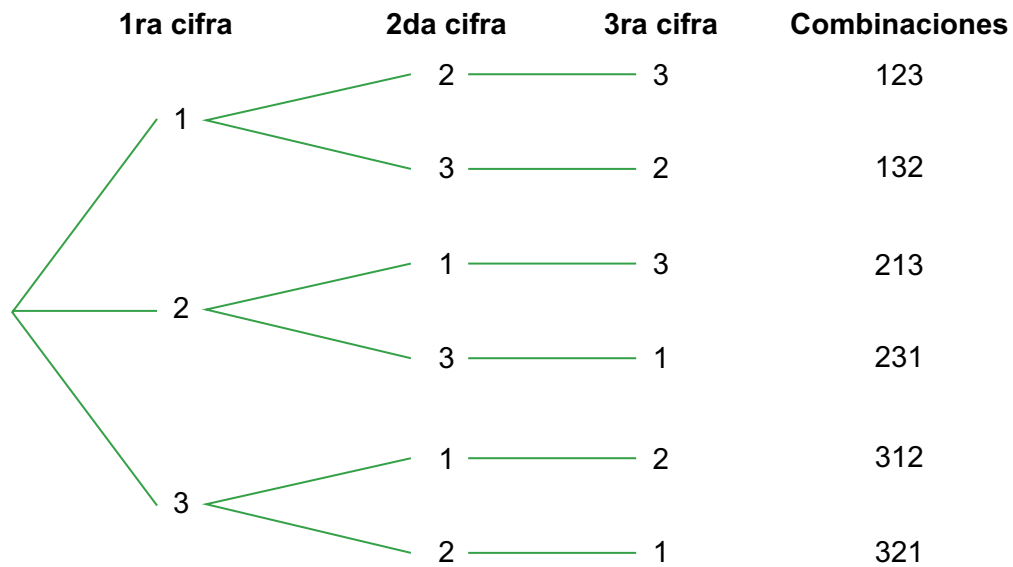 1ra cifra 2da cifra 3ra cifra Combinaciones
2 3 123
1
3 2 132
1 3 213
2
3 1 231
1 2 312
3
2 1 321